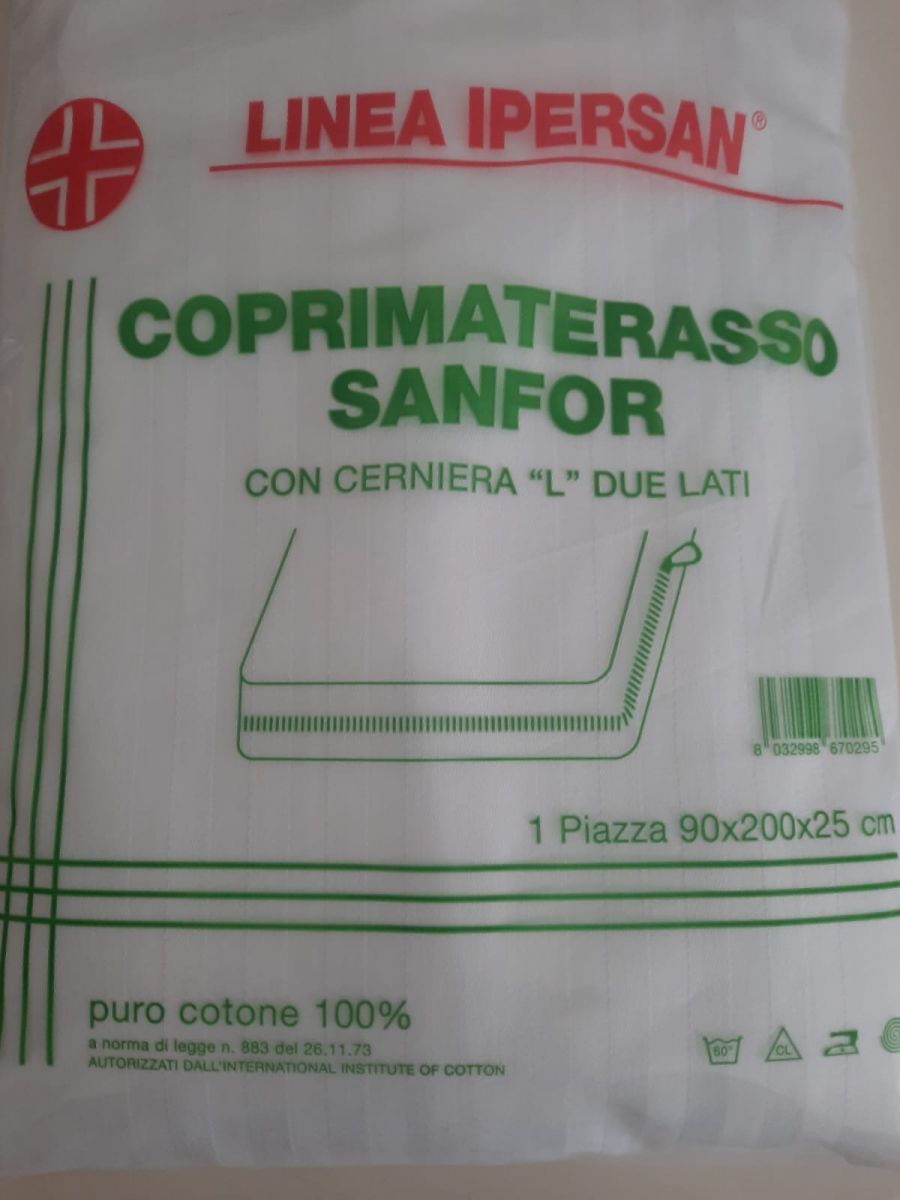 LINEA IPERSAN®
COPRIMATERASSO
SANFOR
CON CERNIERA “L” DUE LATI
8 032998 670295
1 Piazza 90x200x25 cm
puro cotone 100%
a norma di legge n. 883 del 26.11.73
AUTORIZZATI DALL'INTERNATIONAL INSTITUTE OF COTTON
60° CL